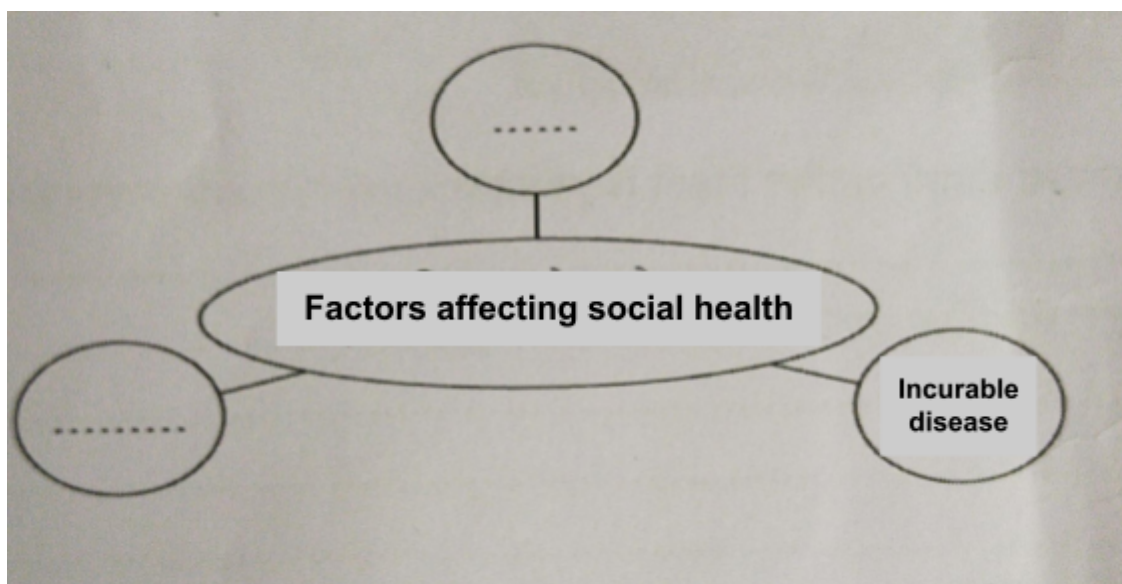 ......
Factors affecting social health
Incurable
disease
.........